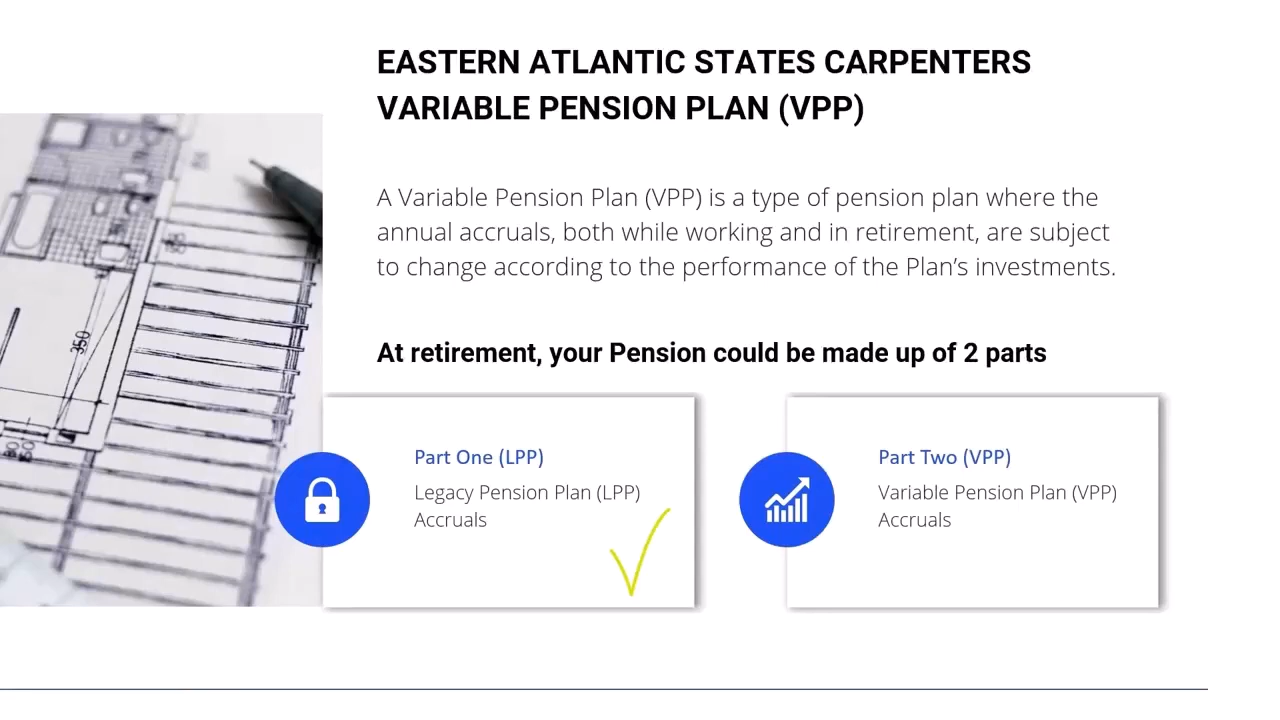 EASTERN ATLANTIC STATES CARPENTERS
VARIABLE PENSION PLAN (VPP)
A Variable Pension Plan (VPP) is a type of pension plan where the
annual accruals, both while working and in retirement, are subject
to change according to the performance of the Plan’s investments.
At retirement, your Pension could be made up of 2 parts
Part One (LPP)
Legacy Pension Plan (LPP)
Accruals
Part Two (VPP)
Variable Pension Plan (VPP)
Accruals
350